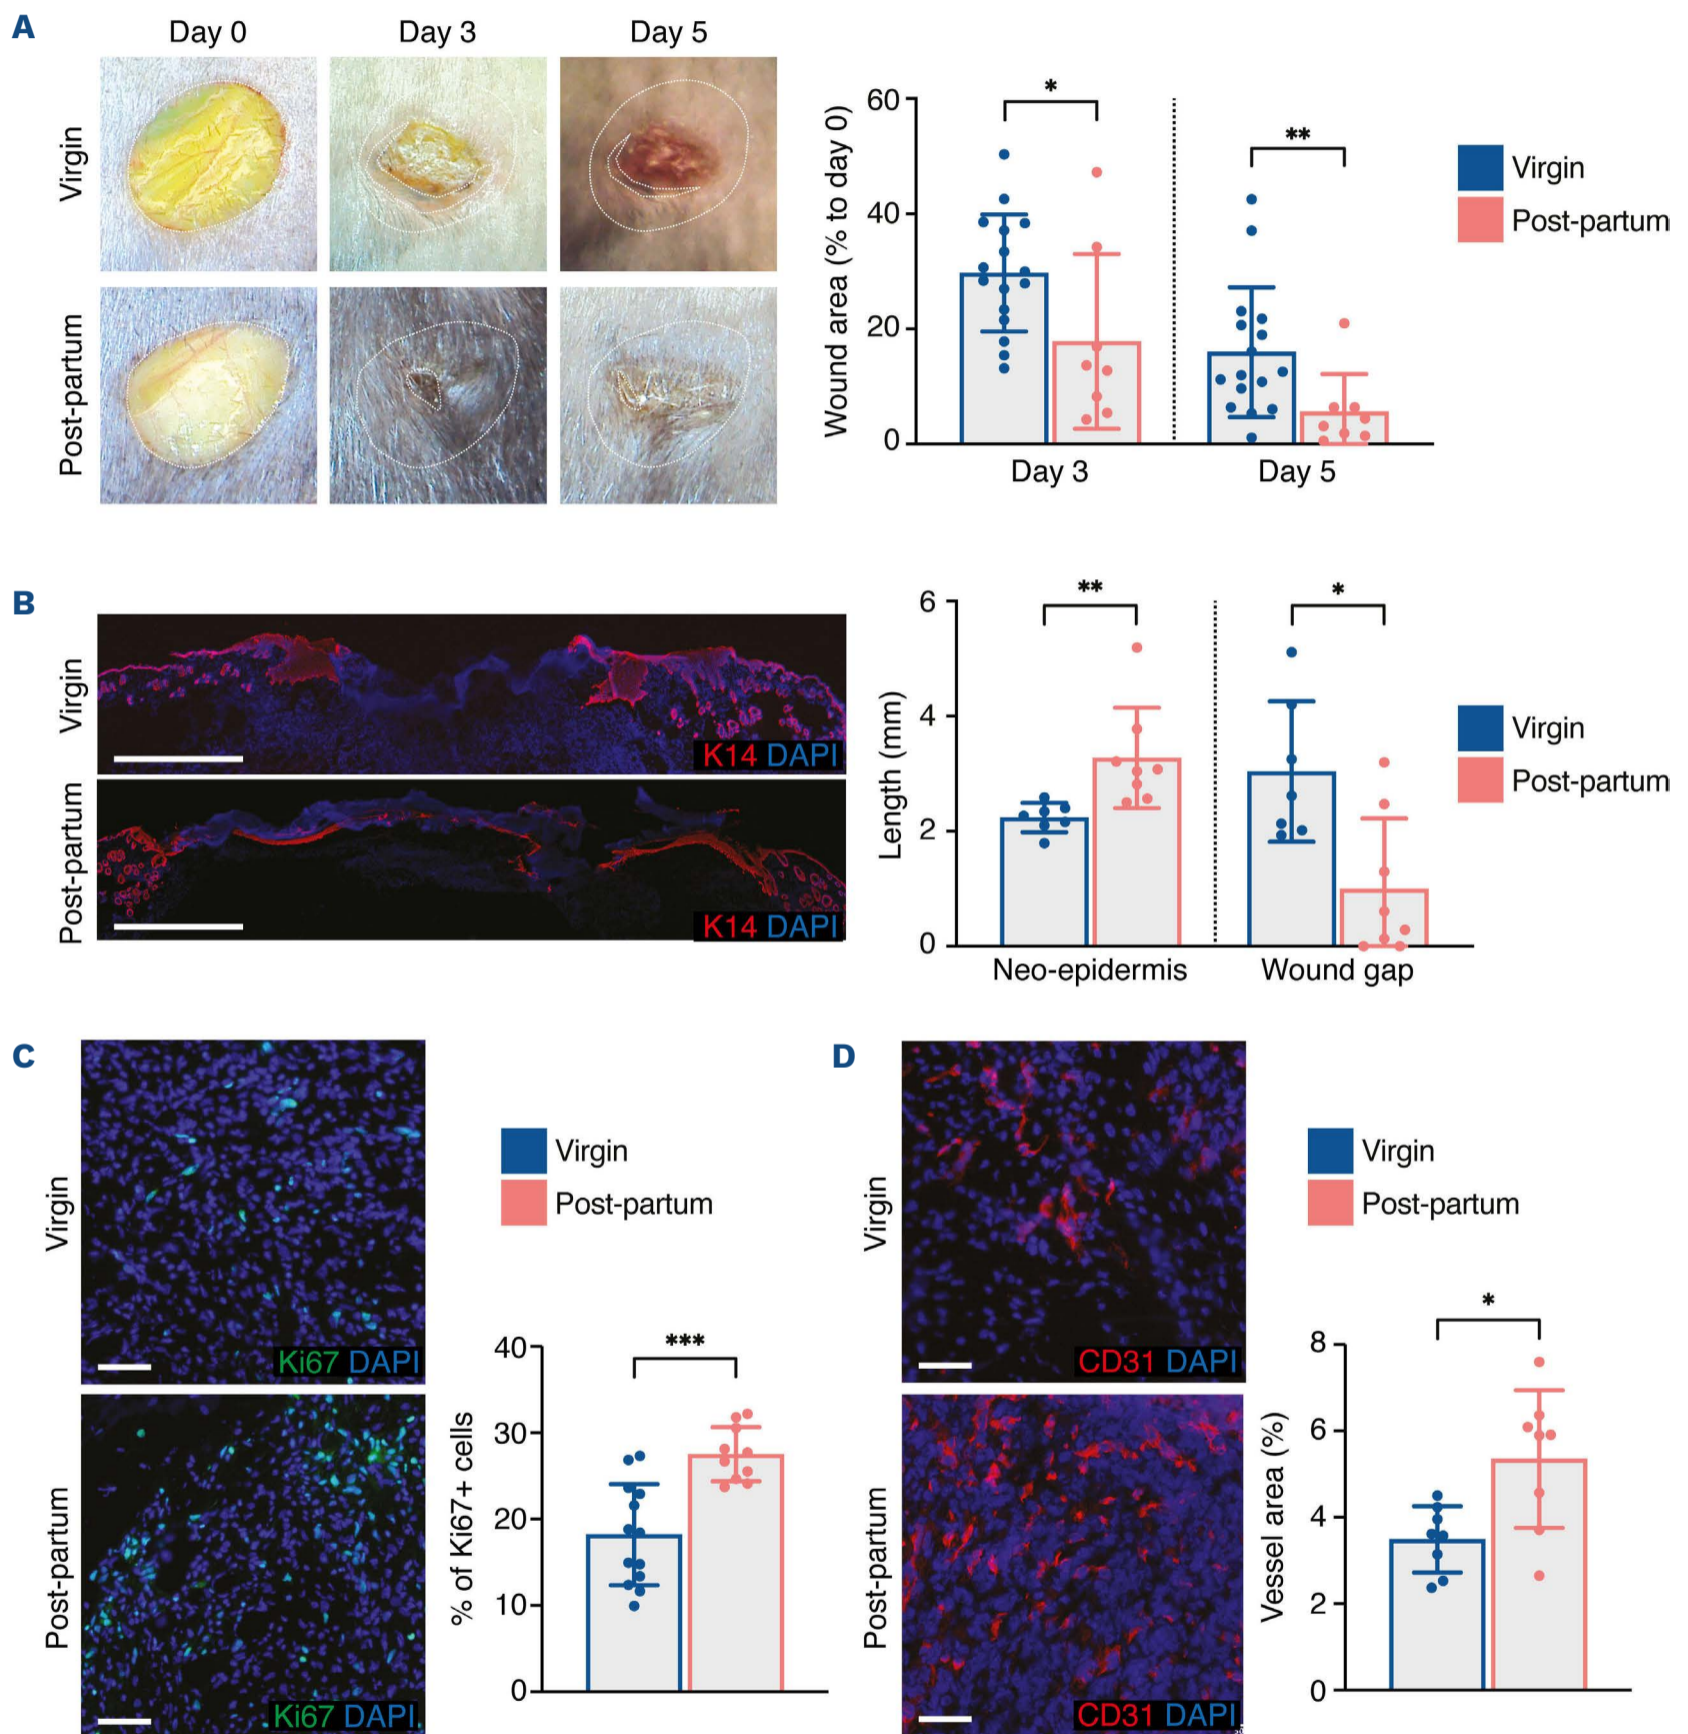 A
Day 0
Day 3
Day 5
Virgin
Post-partum
Wound area (% to day 0)
60
40
20
0
*
**
Day 3
Day 5
Virgin
Post-partum
B
Virgin
K14 DAPI
Post-partum
K14 DAPI
Length (mm)
6
4
2
0
**
*
Neo-epidermis
Wound gap
Virgin
Post-partum
C
Virgin
Ki67 DAPI
Post-partum
Ki67 DAPI
Virgin
Post-partum
% of Ki67+ cells
40
30
20
10
0
***
D
Virgin
CD31 DAPI
Post-partum
CD31 DAPI
Virgin
Post-partum
Vessel area (%)
8
6
4
2
0
*